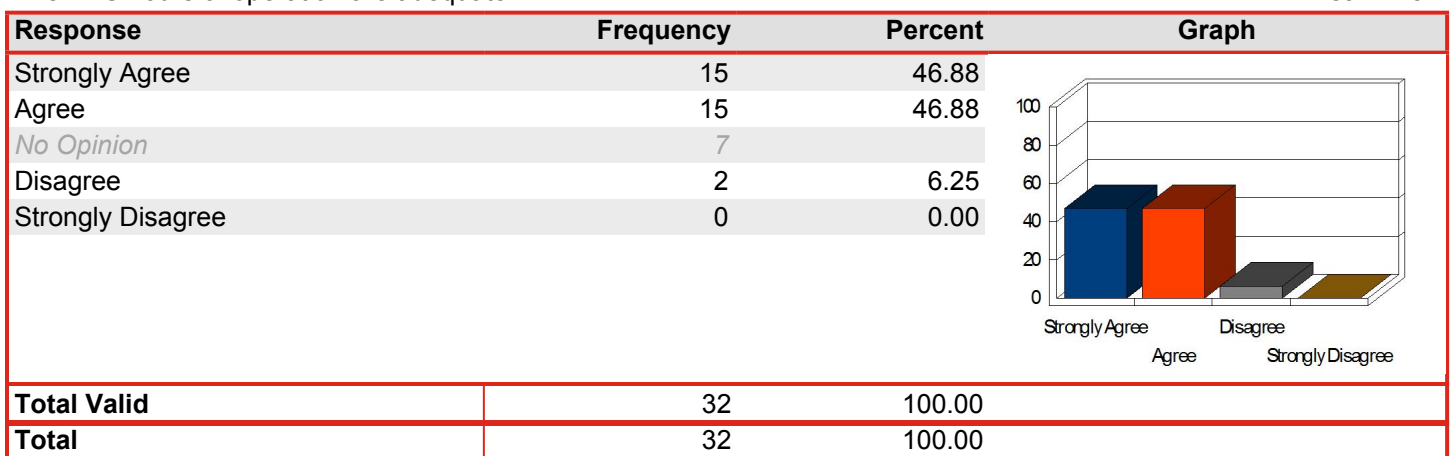 Response Frequency Percent Graph
Strongly Agree 15 46.88
Agree 15 46.88
No Opinion 7
Disagree 2 6.25
Strongly Disagree 0 0.00
100
80
60
40
20
0
Strongly Agree Disagree
Agree Strongly Disagree
Total Valid 32 100.00
Total 32 100.00